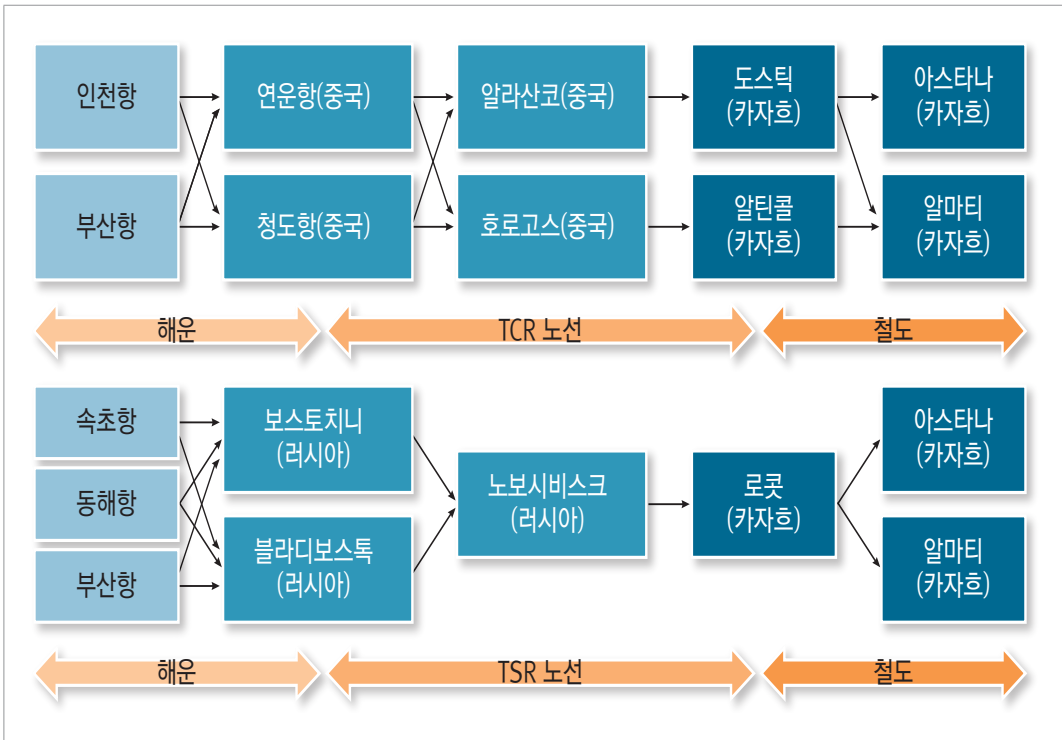 인천항
연운항(중국)
알라산코(중국)
도스틱
(카자흐)
아스타나
(카자흐)
부산항
청도항(중국)
호로고스(중국)
알틴콜
(카자흐)
알마티
(카자흐)
해운
TCR 노선
철도
속초항
동해항
부산항
보스토치니
(러시아)
블라디보스톡
(러시아)
노보시비스크
(러시아)
로콧
(카자흐)
아스타나
(카자흐)
알마티
(카자흐)
해운
TSR 노선
철도